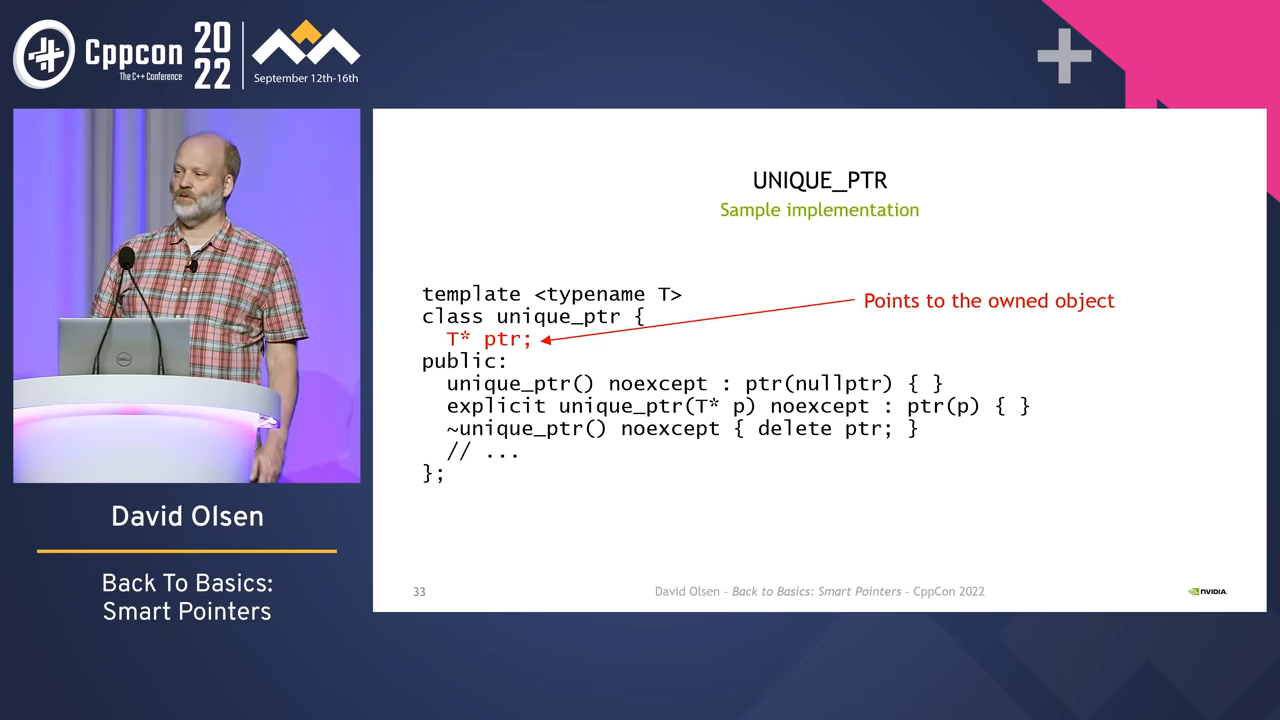 Cppcon
The C++ Conference
20
22
September 12th-16th
UNIQUE_PTR
Sample implementation
template <typename T>
class unique_ptr {
T* ptr;
public:
unique_ptr() noexcept : ptr(nullptr) { }
explicit unique_ptr(T* p) noexcept : ptr(p) { }
~unique_ptr() noexcept { delete ptr; }
// ...
};
Points to the owned object
33
David Olsen – Back to Basics: Smart Pointers – CppCon 2022
NVIDIA
DELL
David Olsen
Back To Basics:
Smart Pointers